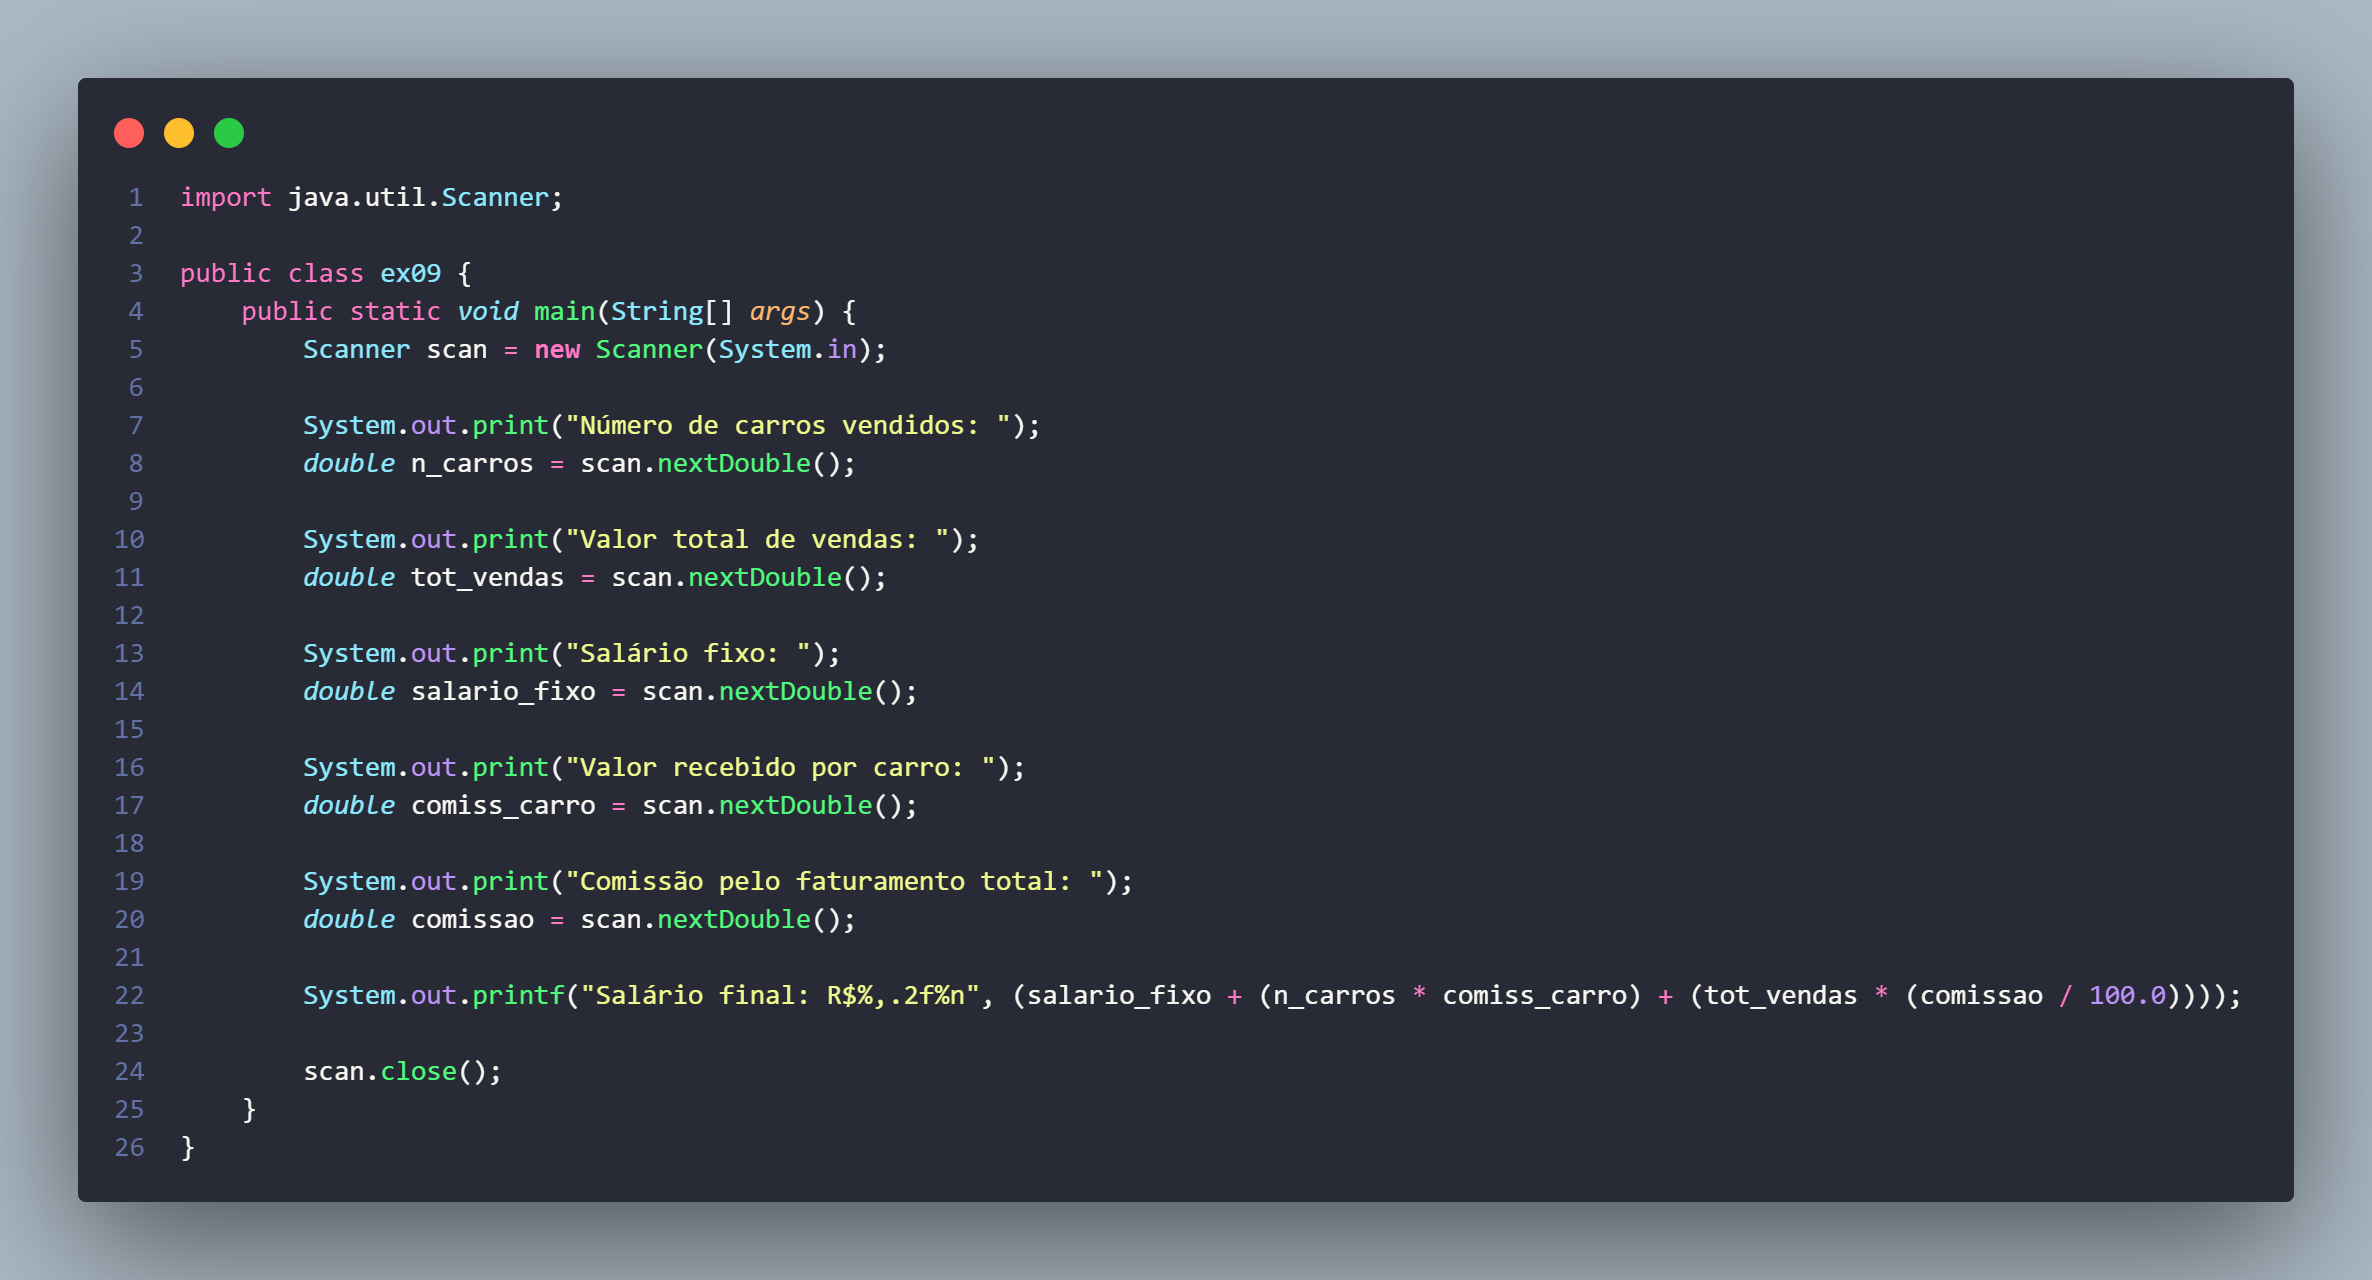 1 import java.util.Scanner;
2
3 public class ex09 {
4     public static void main(String[] args) {
5         Scanner scan = new Scanner(System.in);
6
7         System.out.print("Número de carros vendidos: ");
8         double n_carros = scan.nextDouble();
9
10         System.out.print("Valor total de vendas: ");
11         double tot_vendas = scan.nextDouble();
12
13         System.out.print("Salário fixo: ");
14         double salario_fixo = scan.nextDouble();
15
16         System.out.print("Valor recebido por carro: ");
17         double comiss_carro = scan.nextDouble();
18
19         System.out.print("Comissão pelo faturamento total: ");
20         double comissao = scan.nextDouble();
21
22         System.out.printf("Salário final: R$%,.2f%n", (salario_fixo + (n_carros * comiss_carro) + (tot_vendas * (comissao / 100.0))));
23
24         scan.close();
25     }
26 }